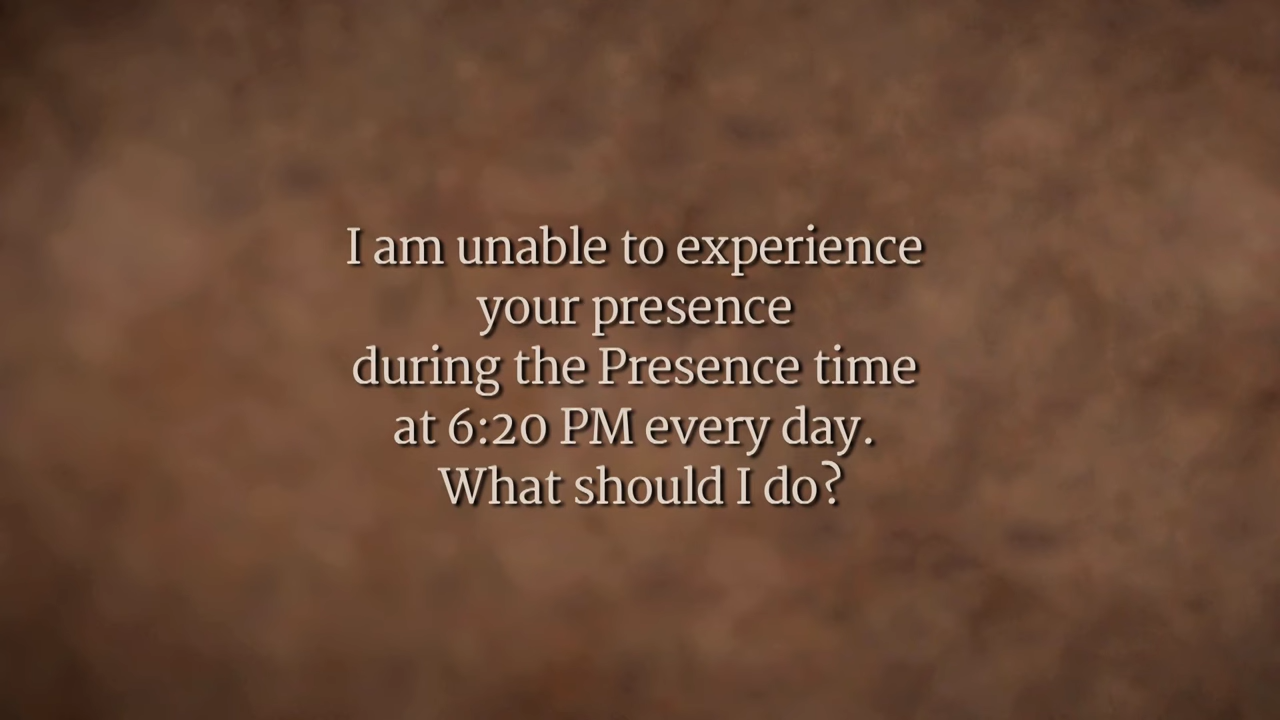 I am unable to experience
your presence
during the Presence time
at 6:20 PM every day.
What should I do?